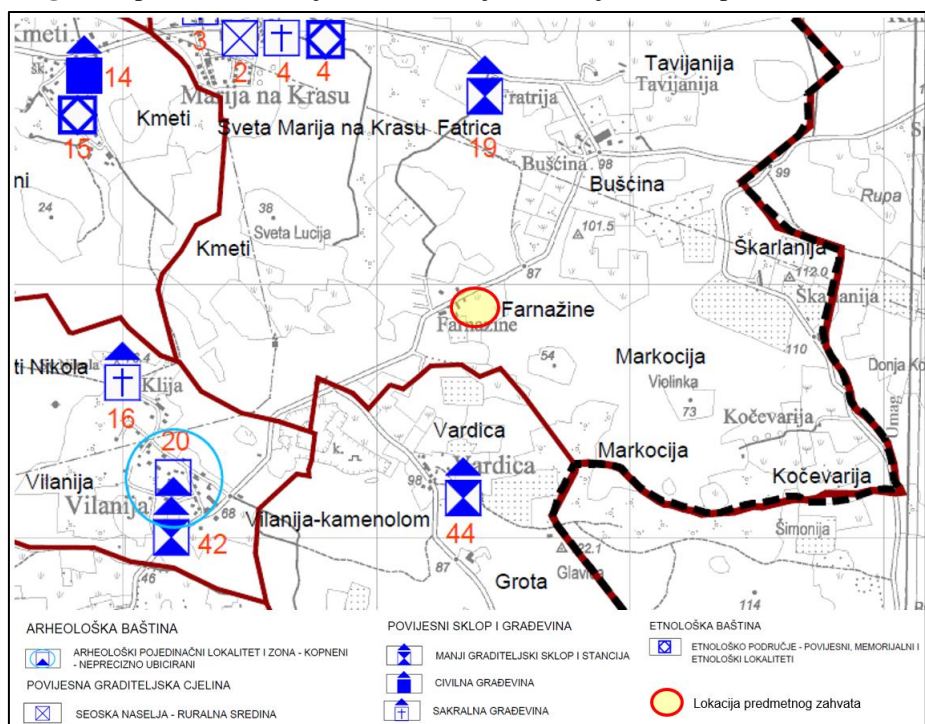 Kmeti
šk.
14
15
Kmeti
ni
24
3
2
4
4
Marija na Krasu
Sveta Marija na Krasu
Fatrica
Fratrija
19
Tavijanija
Tavijanija
Bušćina
98
Bušćina
99
Rupa
38
Sveta Lucija
Kmeti
101.5
87
Škarlanija
112.0
Škarlanija
Farnažine
Farnažine
110
54
Markocija
Violinka
73
Donja Ko
Umag
ti Nikola
Klija
16
20
Vardica
Vardica
k.
98
44
Kočevarija
Markocija
Kočevarija
Vilanija
Vilanija
68
42
46
Vilanija-kamenolom
87
Grota
Glavica
Šimonija
114
ARHEOLOŠKA BAŠTINA
ARHEOLOŠKI POJEDINAČNI LOKALITET I ZONA - KOPNENI
- NEPRECIZNO UBICIRANI
POVIJESNA GRADITELJSKA CJELINA
SEOSKA NASELJA - RURALNA SREDINA
POVIJESNI SKLOP I GRAĐEVINA
MANJI GRADITELJSKI SKLOP I STANCIJA
CIVILNA GRAĐEVINA
SAKRALNA GRAĐEVINA
ETNOLOŠKA BAŠTINA
ETNOLOŠKO PODRUČJE - POVIJESNI, MEMORIJALNI I
ETNOLOŠKI LOKALITETI
Lokacija predmetnog zahvata